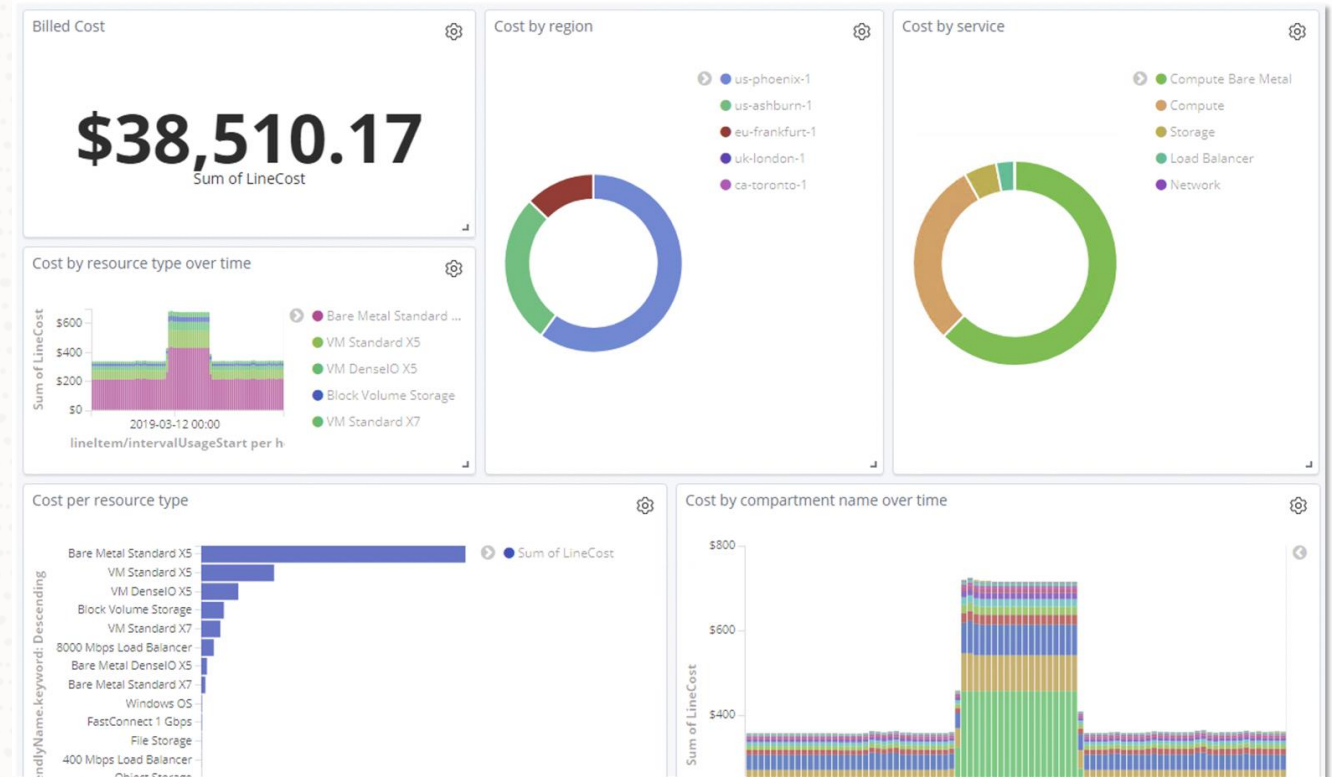 Billed Cost
$38,510.17
Sum of LineCost
Cost by region
us-phoenix-1
us-ashburn-1
eu-frankfurt-1
uk-london-1
ca-toronto-1
Cost by service
Compute Bare Metal
Compute
Storage
Load Balancer
Network
Cost by resource type over time
Sum of LineCost
$600
$400
$200
$0
2019-03-12 00:00
lineItem/intervalUsageStart per h
Bare Metal Standard ...
VM Standard X5
VM DenseIO X5
Block Volume Storage
VM Standard X7
Cost per resource type
endlyName.keyword: Descending
Bare Metal Standard X5
VM Standard X5
VM DenseIO X5
Block Volume Storage
VM Standard X7
8000 Mbps Load Balancer
Bare Metal DenseIO X5
Bare Metal Standard X7
Windows OS
FastConnect 1 Gbps
File Storage
400 Mbps Load Balancer
Object Storage
Sum of LineCost
Cost by compartment name over time
Sum of LineCost
$800
$600
$400